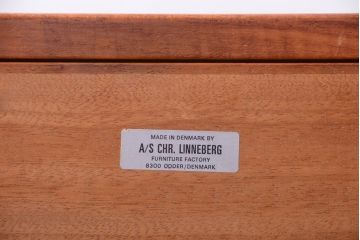 MADE IN DENMARK BY
A/S CHR. LINNEBERG
FURNITURE FACTORY
8300 ODDER/DENMARK